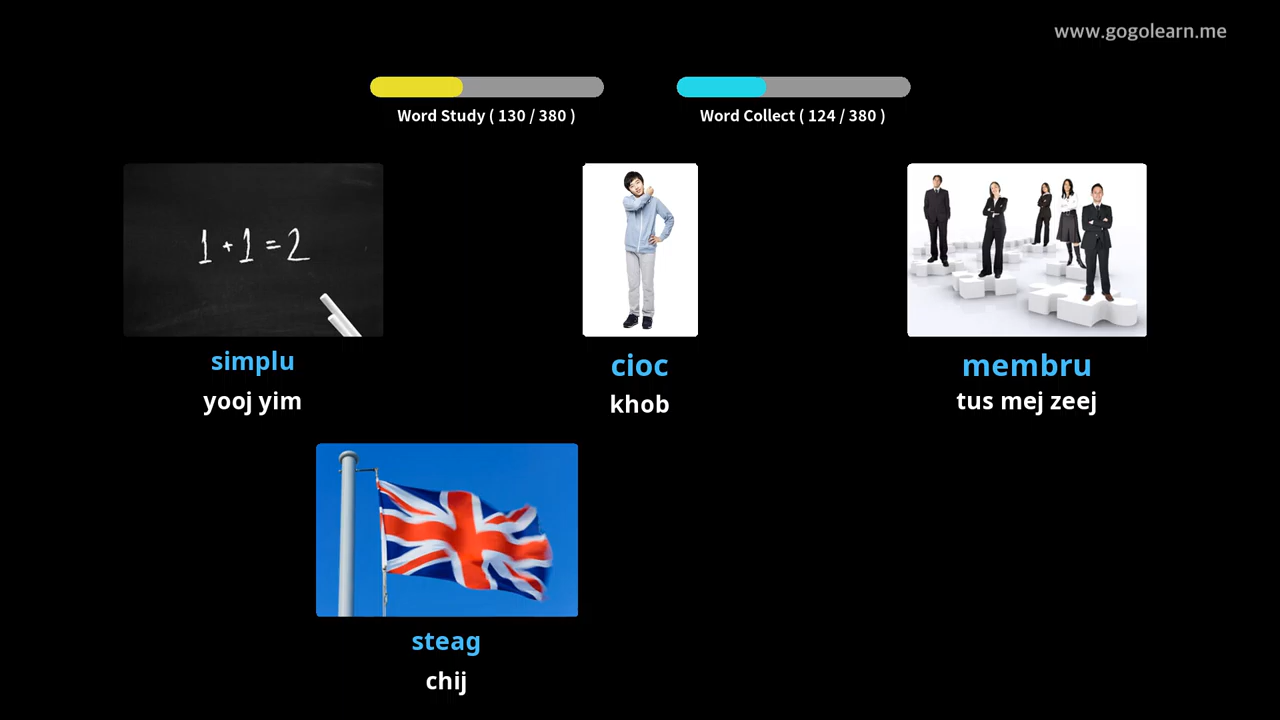 www.gogolearn.me
Word Study ( 130 / 380 )
Word Collect ( 124 / 380 )
1 + 1 = 2
simplu
yooj yim
cioc
khob
membru
tus mej zeej
steag
chij